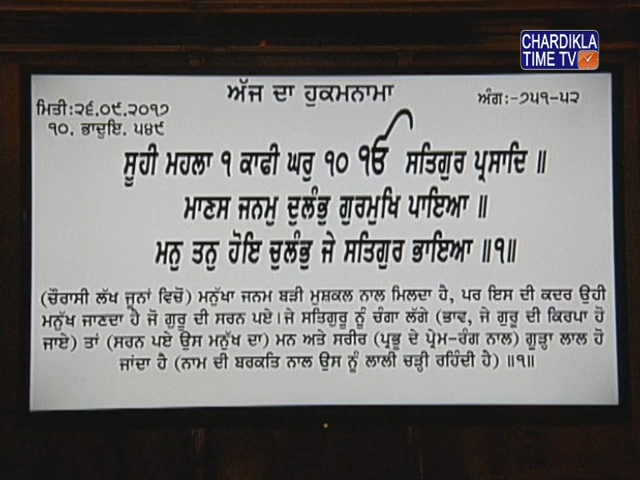 CHARDIKLA
TIME TV
ਅੱਜ ਦਾ ਹੁਕਮਨਾਮਾ
ਮਿਤੀ:੨੬.੦੯.੨੦੧੭
ਅੰਗ:-੭੫੧-੫੨
੧੦. ਭਾਦੁਇ. ੫੪੯
ਸੂਹੀ ਮਹਲਾ ੧ ਕਾਫੀ ਘਰੁ ੧੦ ੴ ਸਤਿਗੁਰ ਪ੍ਰਸਾਦਿ ॥
ਮਾਣਸ ਜਨਮੁ ਦੁਲੰਭੁ ਗੁਰਮੁਖਿ ਪਾਇਆ ॥
ਮਨੁ ਤਨੁ ਹੋਇ ਚੁਲੰਭੁ ਜੇ ਸਤਿਗੁਰ ਭਾਇਆ ॥੧॥
(ਚੌਰਾਸੀ ਲੱਖ ਜੂਨਾਂ ਵਿਚੋਂ) ਮਨੁੱਖਾ ਜਨਮ ਬੜੀ ਮੁਸ਼ਕਲ ਨਾਲ ਮਿਲਦਾ ਹੈ, ਪਰ ਇਸ ਦੀ ਕਦਰ ਉਹੀ
ਮਨੁੱਖ ਜਾਣਦਾ ਹੈ ਜੋ ਗੁਰੂ ਦੀ ਸਰਨ ਪਏ। ਜੇ ਸਤਿਗੁਰੂ ਨੂੰ ਚੰਗਾ ਲੱਗੇ (ਭਾਵ, ਜੇ ਗੁਰੂ ਦੀ ਕਿਰਪਾ ਹੋ
ਜਾਏ) ਤਾਂ (ਸਰਨ ਪਏ ਉਸ ਮਨੁੱਖ ਦਾ) ਮਨ ਅਤੇ ਸਰੀਰ (ਪ੍ਰਭੂ ਦੇ ਪ੍ਰੇਮ-ਰੰਗ ਨਾਲ) ਗੂੜ੍ਹਾ ਲਾਲ ਹੋ
ਜਾਂਦਾ ਹੈ (ਨਾਮ ਦੀ ਬਰਕਤਿ ਨਾਲ ਉਸ ਨੂੰ ਲਾਲੀ ਚੜ੍ਹੀ ਰਹਿੰਦੀ ਹੈ) ॥੧॥